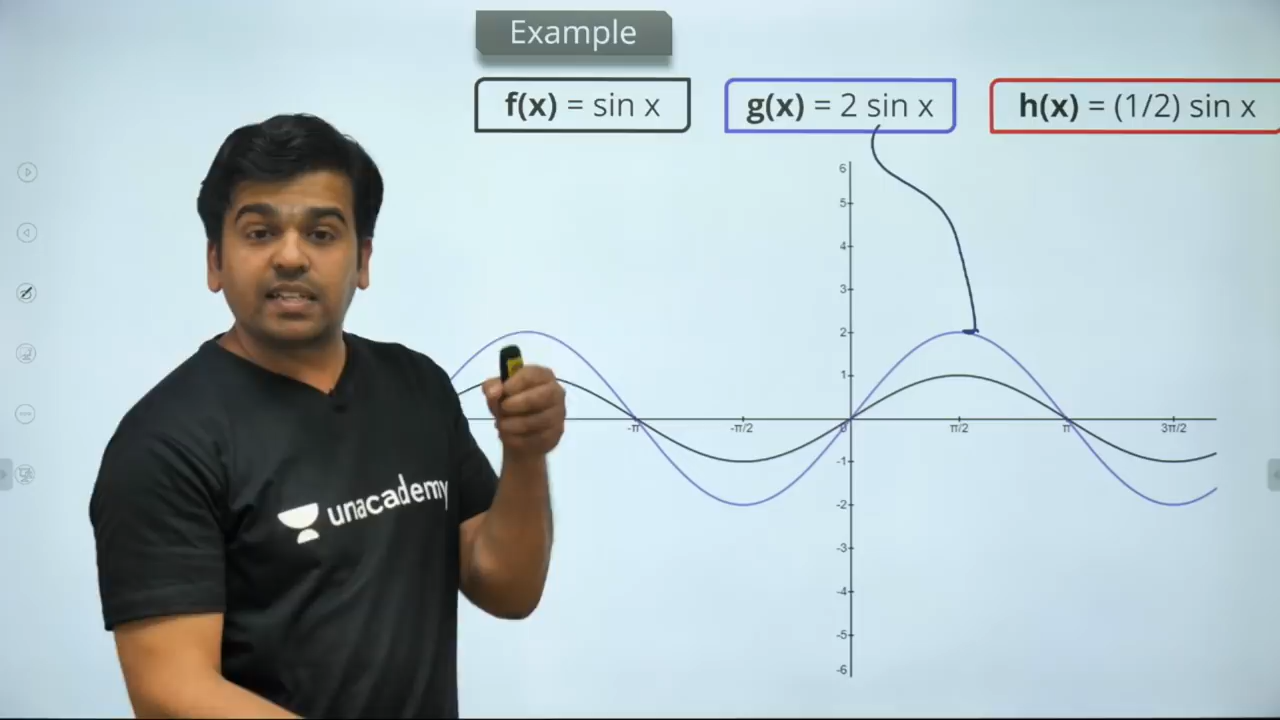 Example
f(x) = sin x
g(x) = 2 sin x
h(x) = (1/2) sin x
6
5
4
3
2
1
-π
-π/2
0
π/2
π
3π/2
-1
-2
-3
-4
-5
-6
unacademy